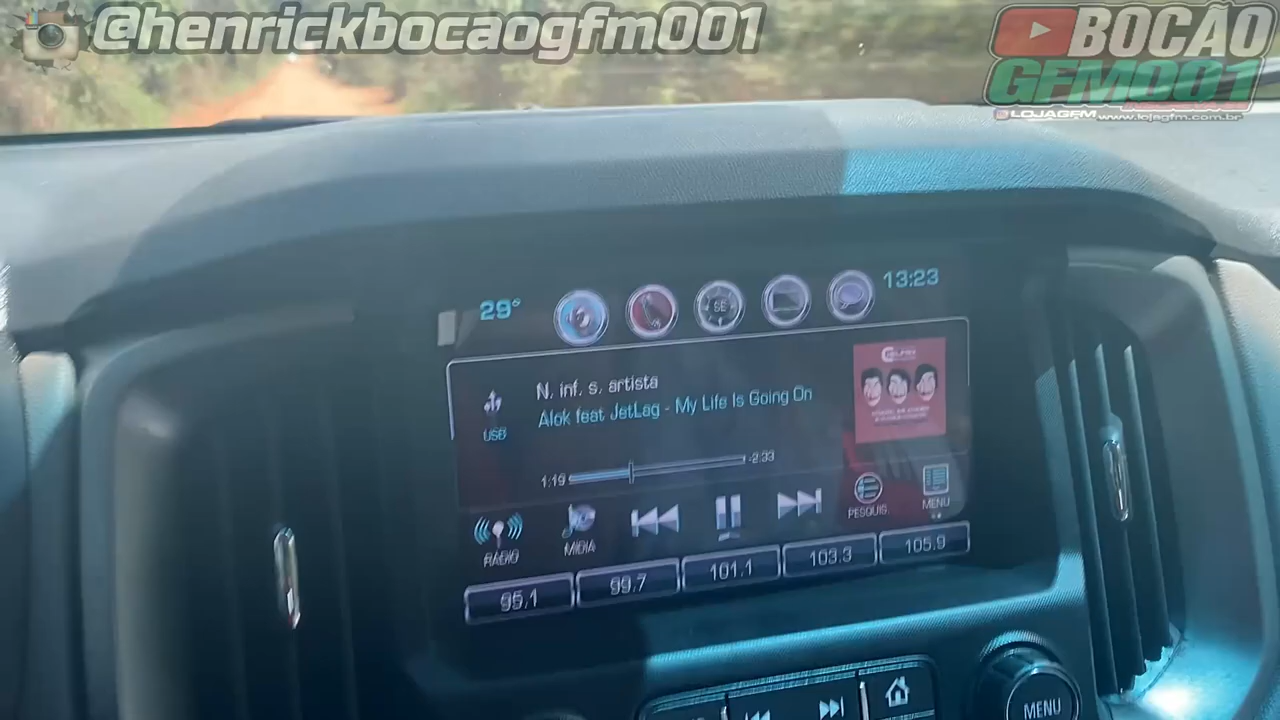 @henrickbocaogfm001
BOCÃO
GFM001
LOJAGFM www.lojagfm.com.br
29°
SE
13:23
N. inf. s. artista
Alok feat JetLag - My Life Is Going On
USB
1:19
-2:33
RÁDIO
MÍDIA
PESQUIS.
MENU
95.1
99.7
101.1
103.3
105.9
MENU